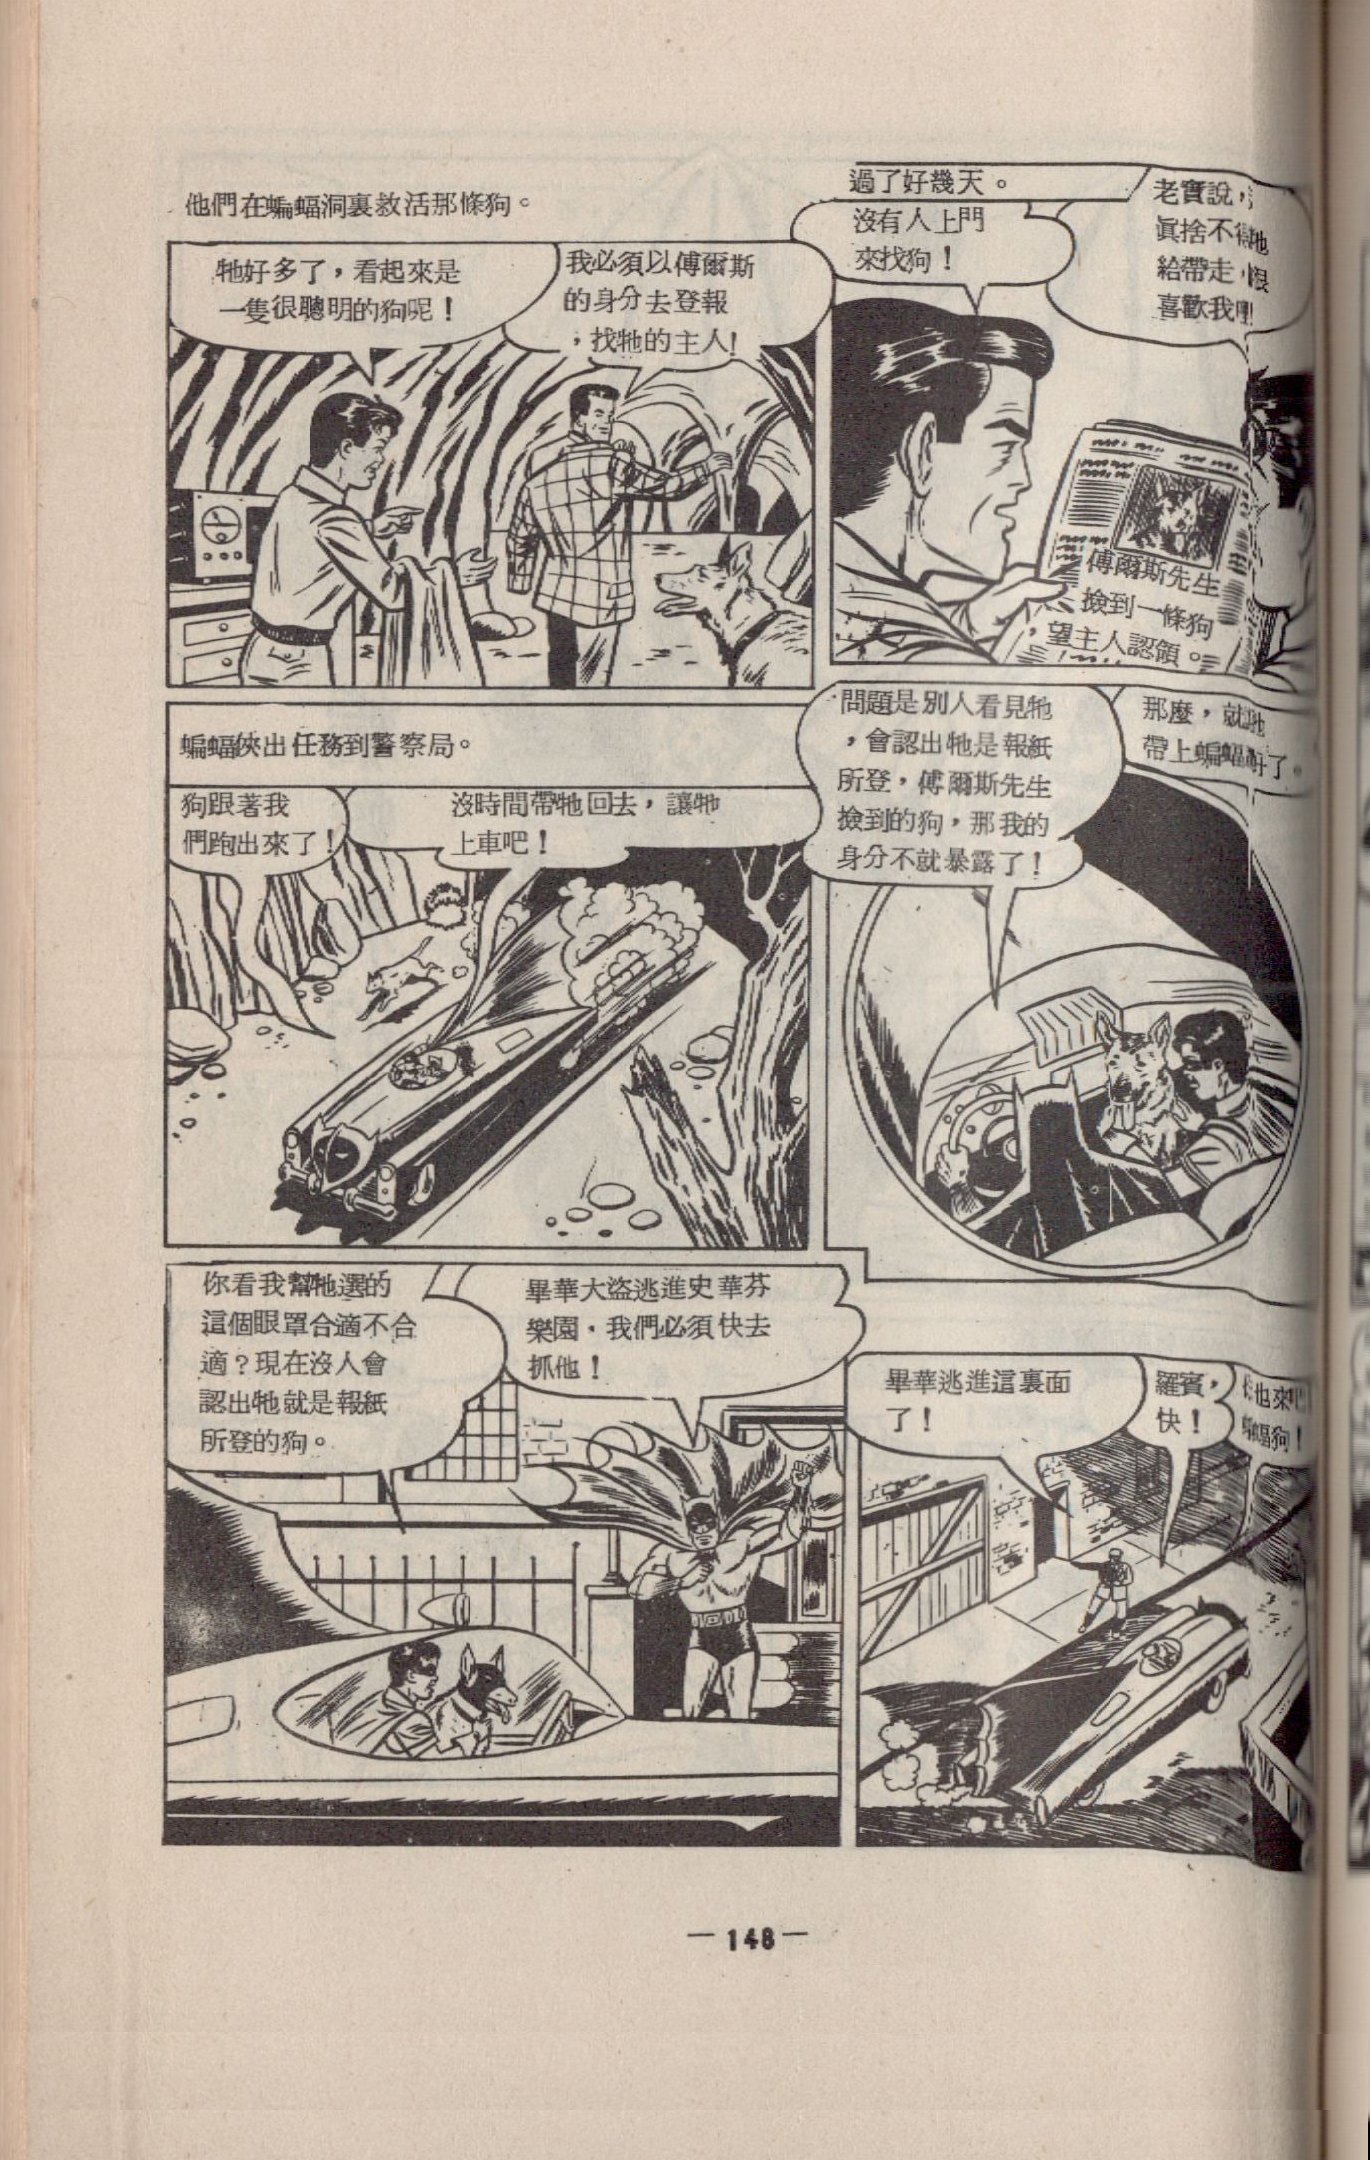 他們在蝙蝠洞裏救活那條狗。
牠好多了，看起來是
一隻很聰明的狗呢！
我必須以傅爾斯
的身分去登報
，找牠的主人！
過了好幾天。
沒有人上門
來找狗！
老實說，
眞捨不得牠
給帶走，
喜歡我
傅爾斯先生
撿到一條狗
，望主人認領。
蝙蝠俠出任務到警察局。
狗跟著我
們跑出來了！
沒時間帶牠回去，讓牠
上車吧！
問題是別人看見牠
，會認出牠是報紙
所登，傅爾斯先生
撿到的狗，那我的
身分不就暴露了！
那麼，就
帶上蝙蝠
了。
你看我幫牠選的
這個眼罩合適不合
適？現在沒人會
認出牠就是報紙
所登的狗。
畢華大盜逃進史華芬
樂園，我們必須快去
抓他！
畢華逃進這裏面
了！
羅賓，
快！
他來
蝙蝠狗！
— 148 —